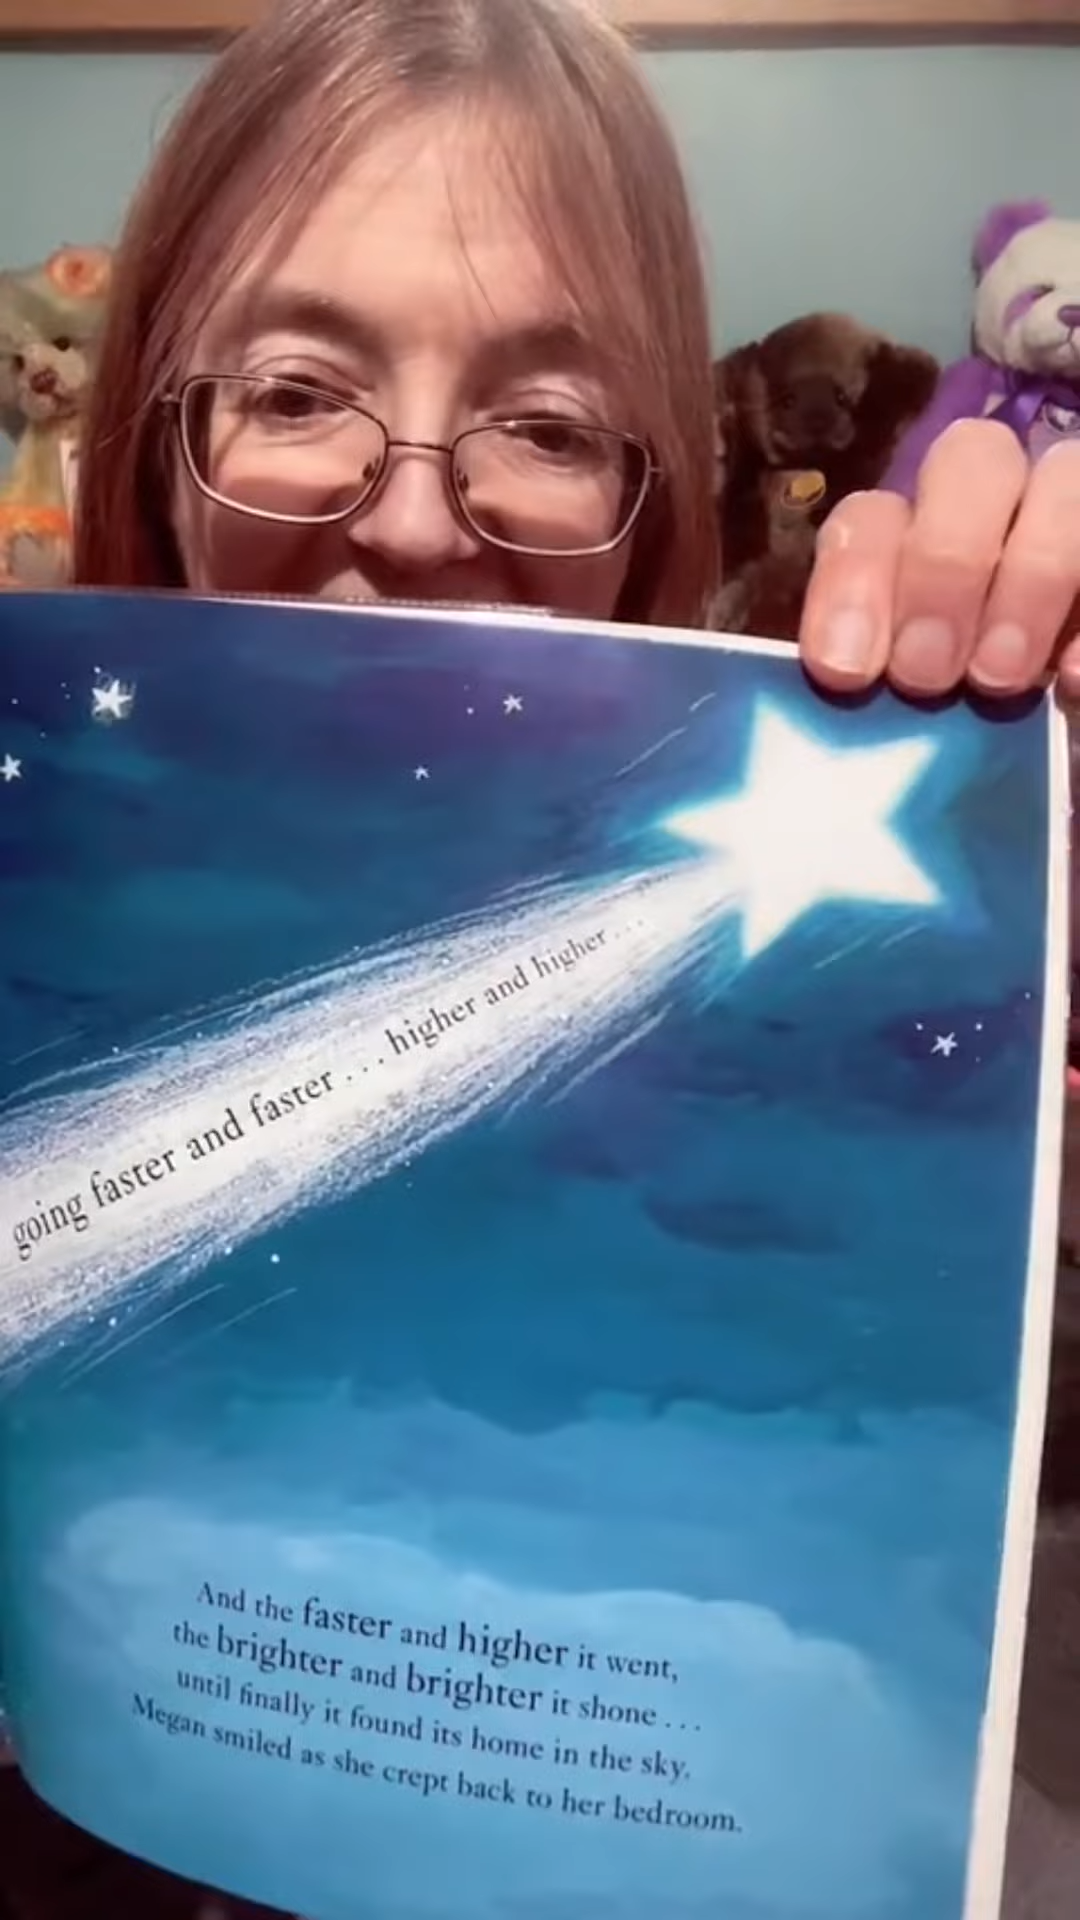 going faster and faster . . . higher and higher . . .
And the faster and higher it went,
the brighter and brighter it shone . . .
until finally it found its home in the sky.
Megan smiled as she crept back to her bedroom.